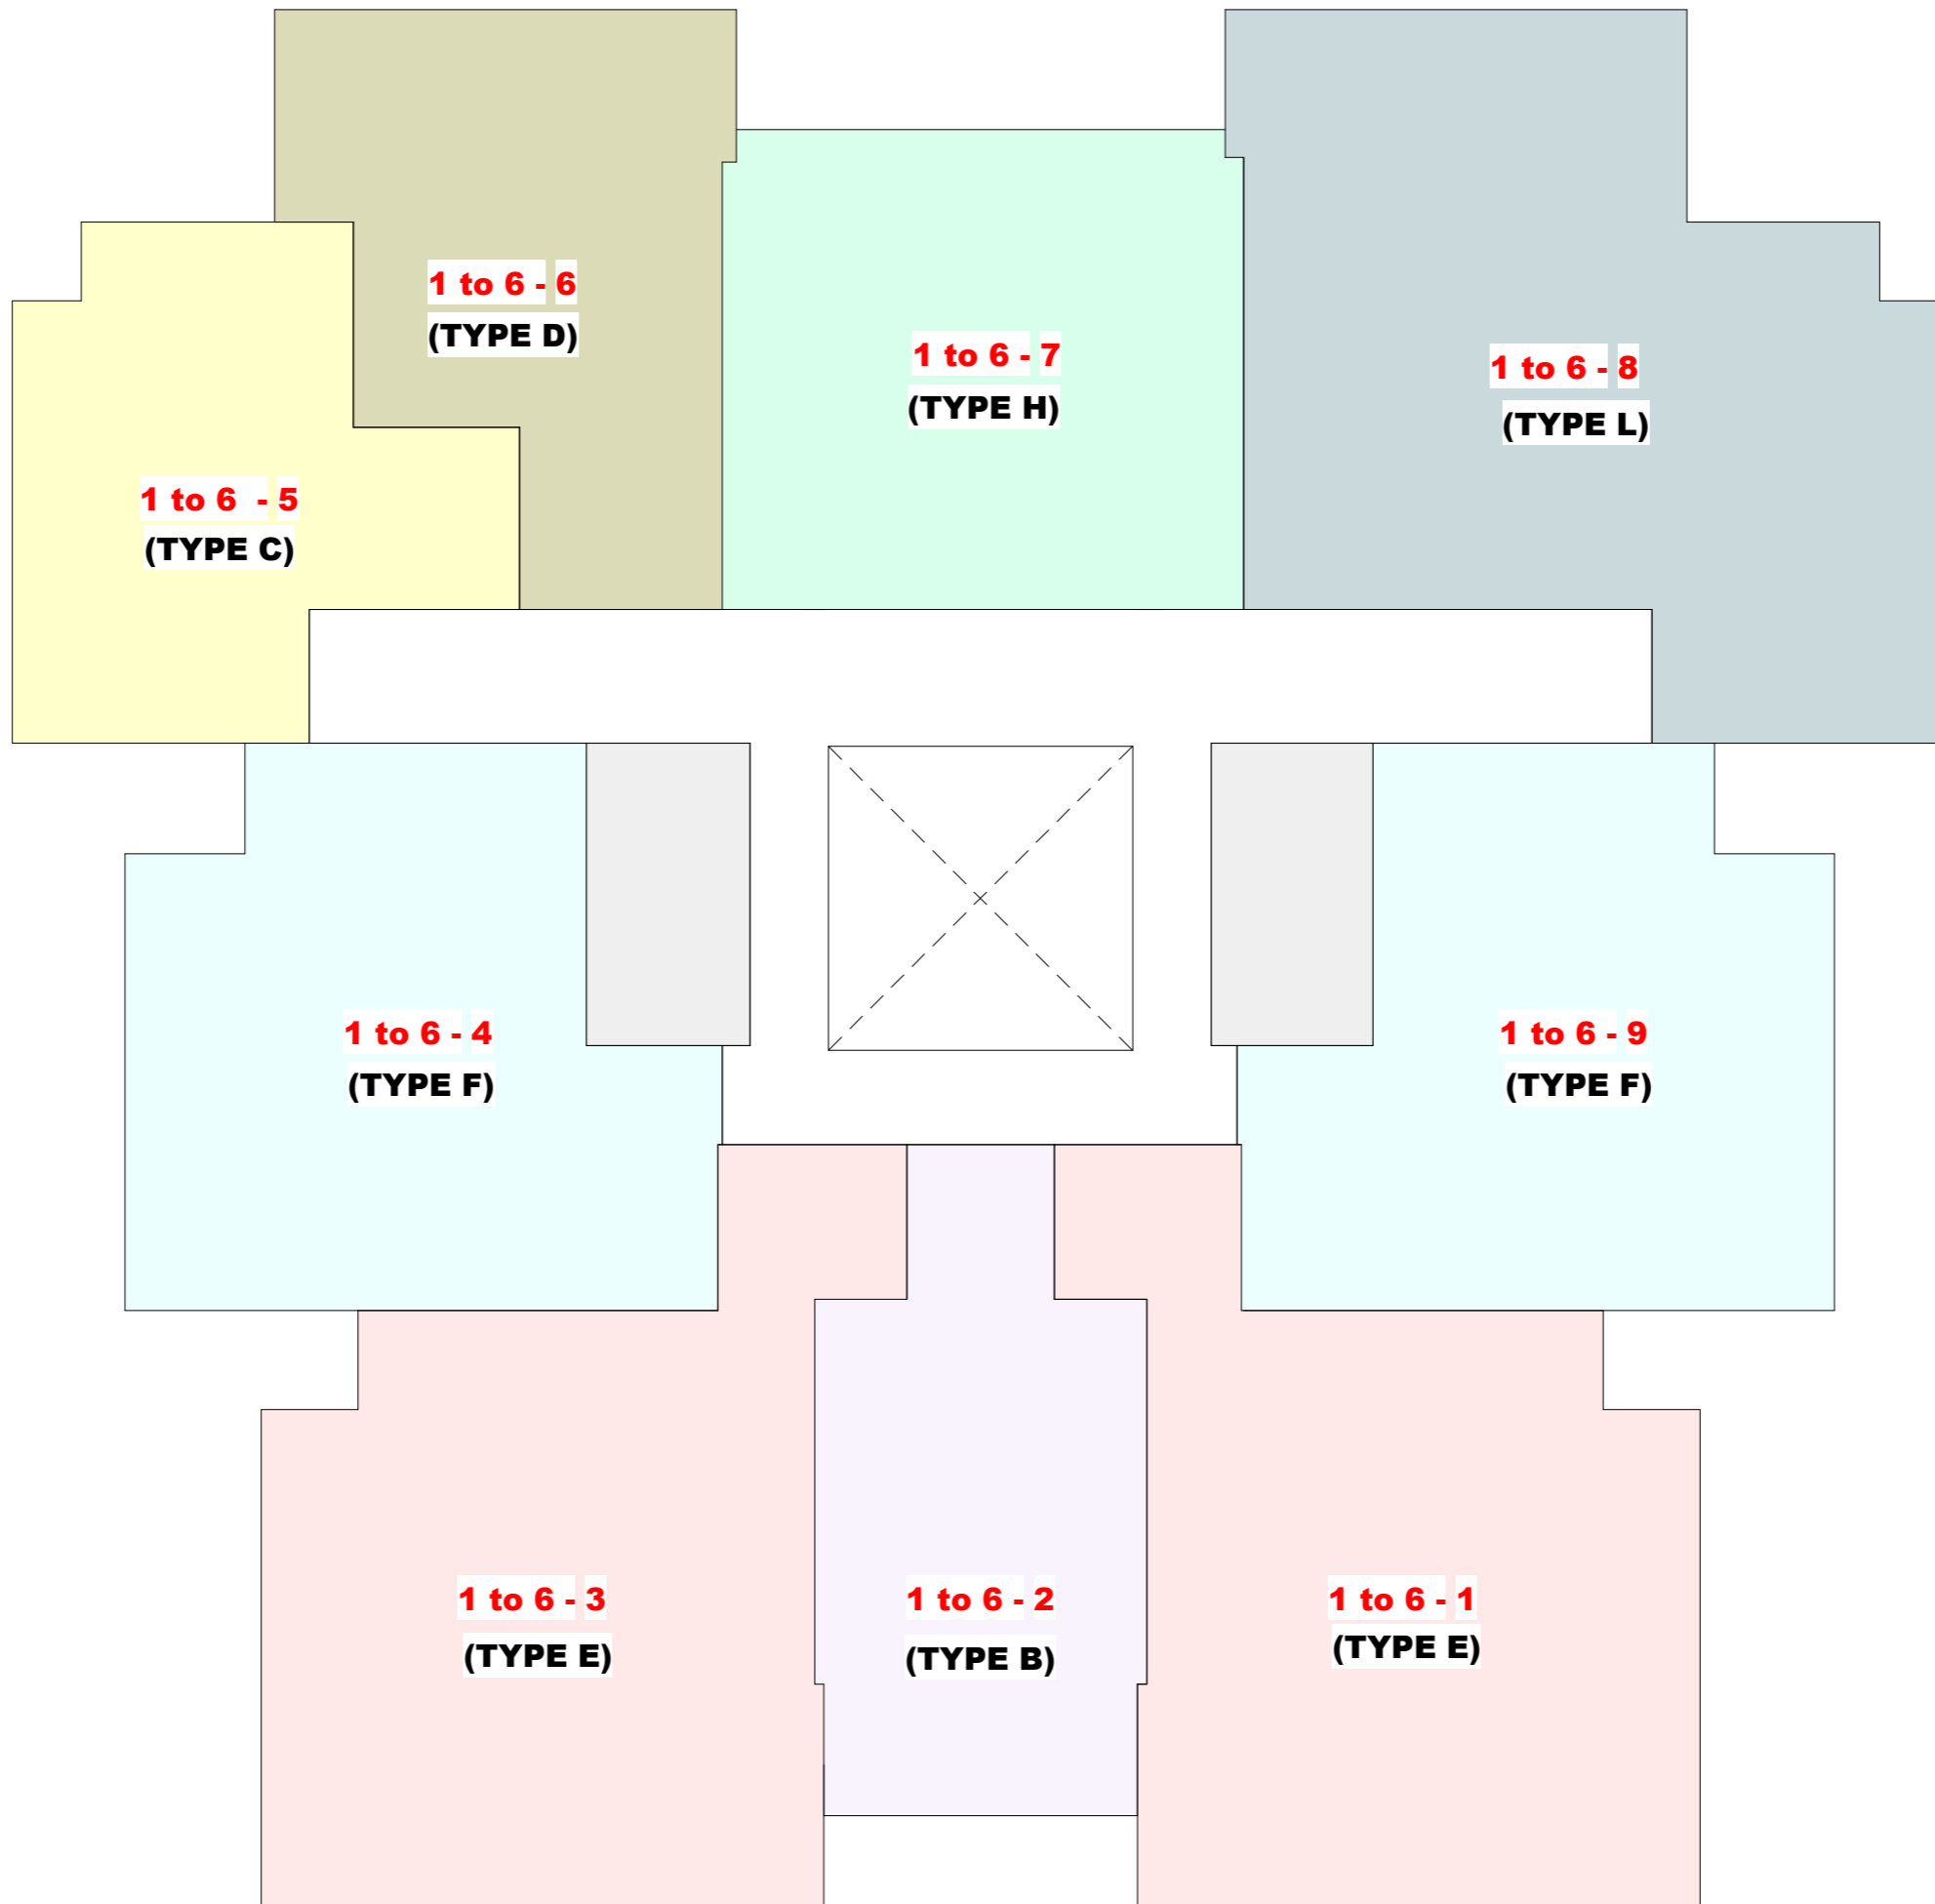 1 to 6 - 6
(TYPE D)
1 to 6 - 7
(TYPE H)
1 to 6 - 8
(TYPE L)
1 to 6  - 5
(TYPE C)
1 to 6 - 4
(TYPE F)
1 to 6 - 9
(TYPE F)
1 to 6 - 3
(TYPE E)
1 to 6 - 2
(TYPE B)
1 to 6 - 1
(TYPE E)